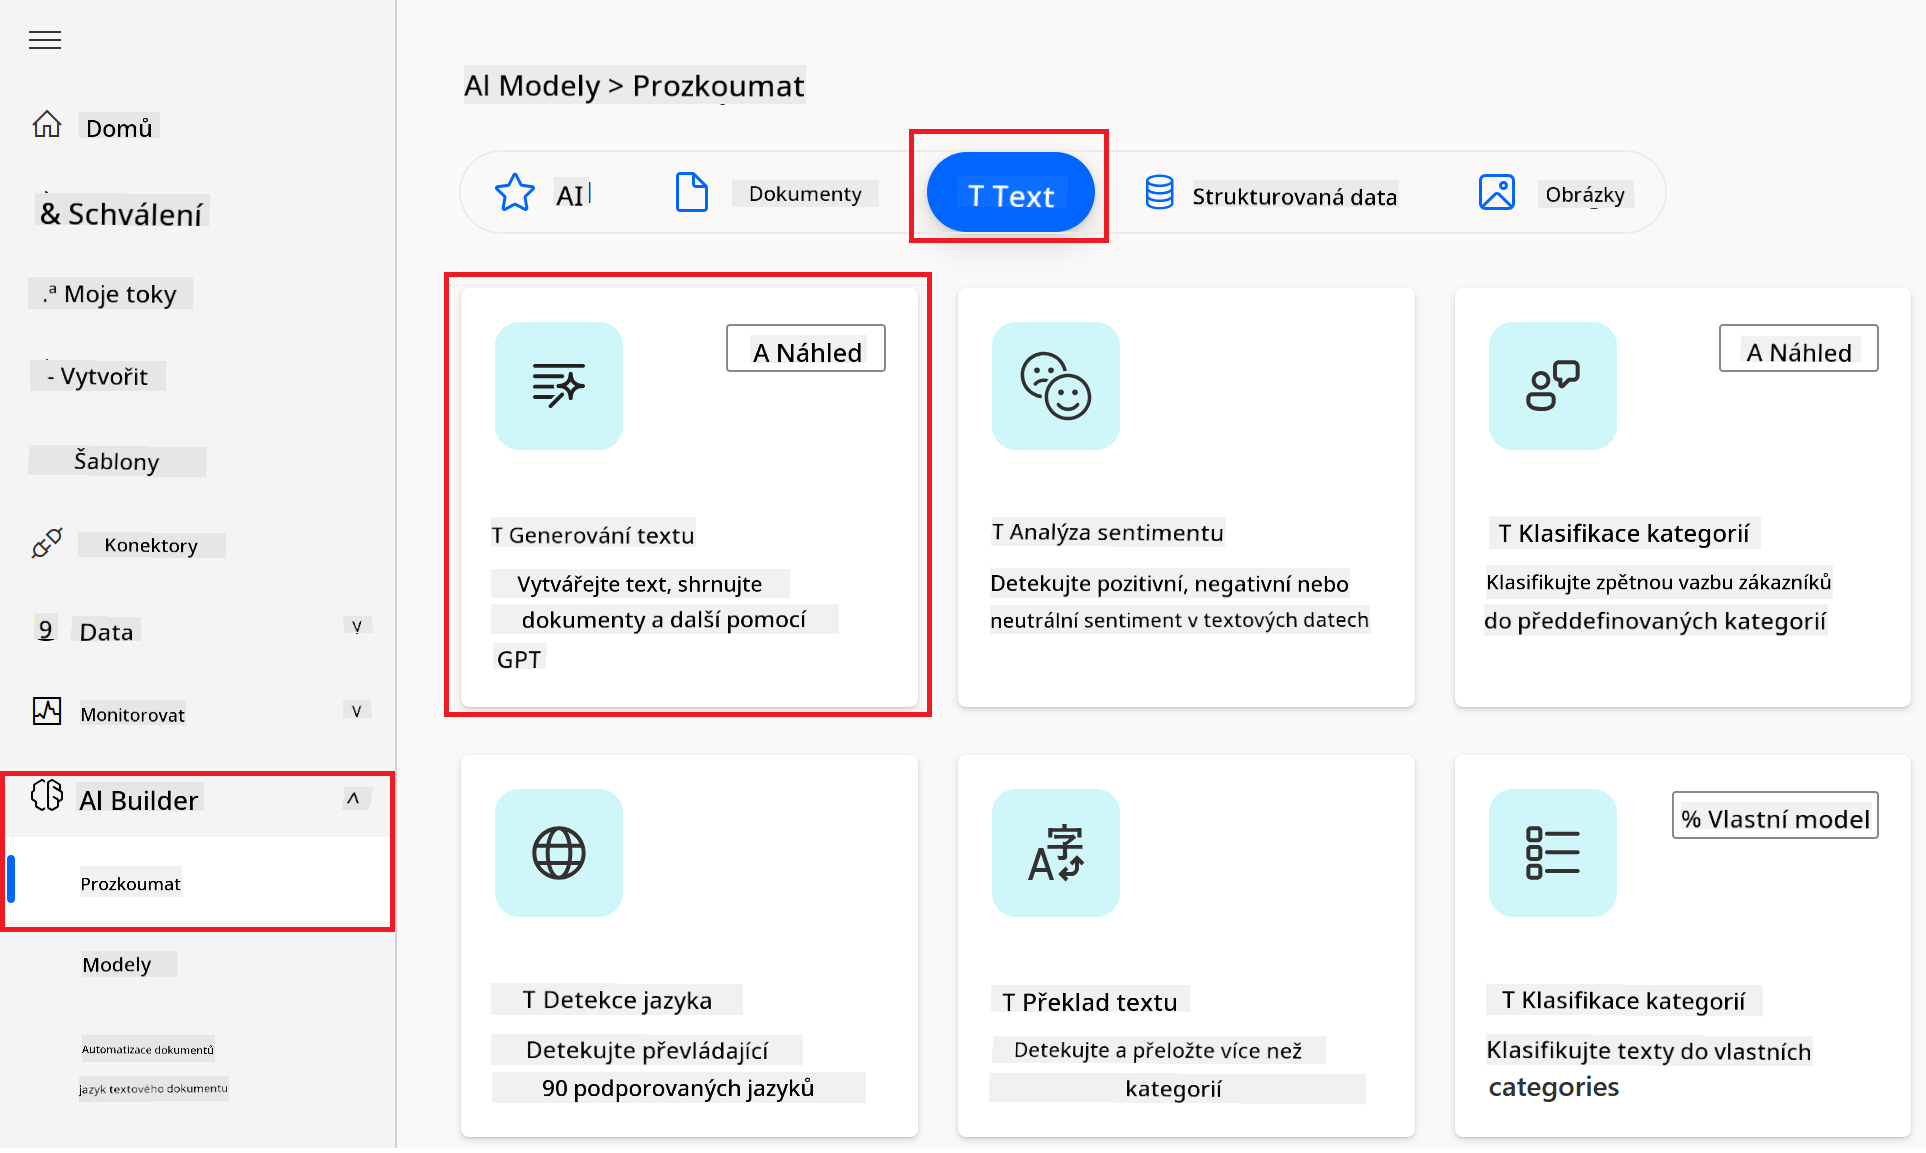 Domů
& Schválení
.ª Moje toky
- Vytvořit
Šablony
Konektory
9 Data
Monitorovat
AI Builder
Prozkoumat
Modely
Automatizace dokumentů
jazyk textového dokumentu
AI Modely > Prozkoumat
AI
Dokumenty
T Text
Strukturovaná data
Obrázky
A Náhled
T Generování textu
Vytvářejte text, shrnujte
dokumenty a další pomocí
GPT
T Analýza sentimentu
Detekujte pozitivní, negativní nebo
neutrální sentiment v textových datech
A Náhled
T Klasifikace kategorií
Klasifikujte zpětnou vazbu zákazníků
do předdefinovaných kategorií
T Detekce jazyka
Detekujte převládající
90 podporovaných jazyků
T Překlad textu
Detekujte a přeložte více než
kategorií
% Vlastní model
T Klasifikace kategorií
Klasifikujte texty do vlastních
categories